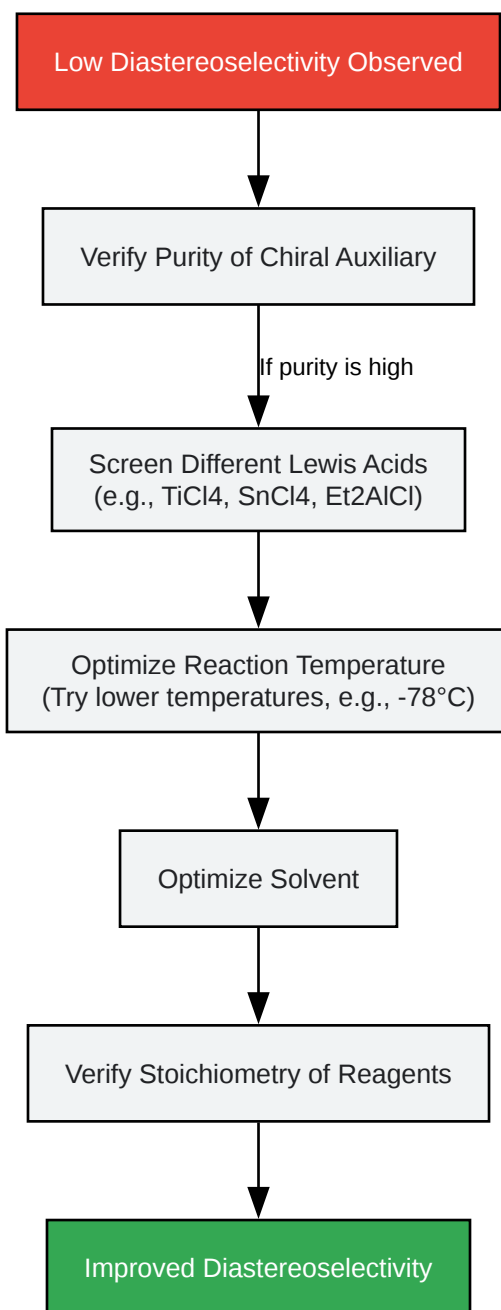 Low Diastereoselectivity Observed
Verify Purity of Chiral Auxiliary
If purity is high
Screen Different Lewis Acids
(e.g., TiCl4, SnCl4, Et2AlCl)
Optimize Reaction Temperature
(Try lower temperatures, e.g., -78°C)
Optimize Solvent
Verify Stoichiometry of Reagents
Improved Diastereoselectivity